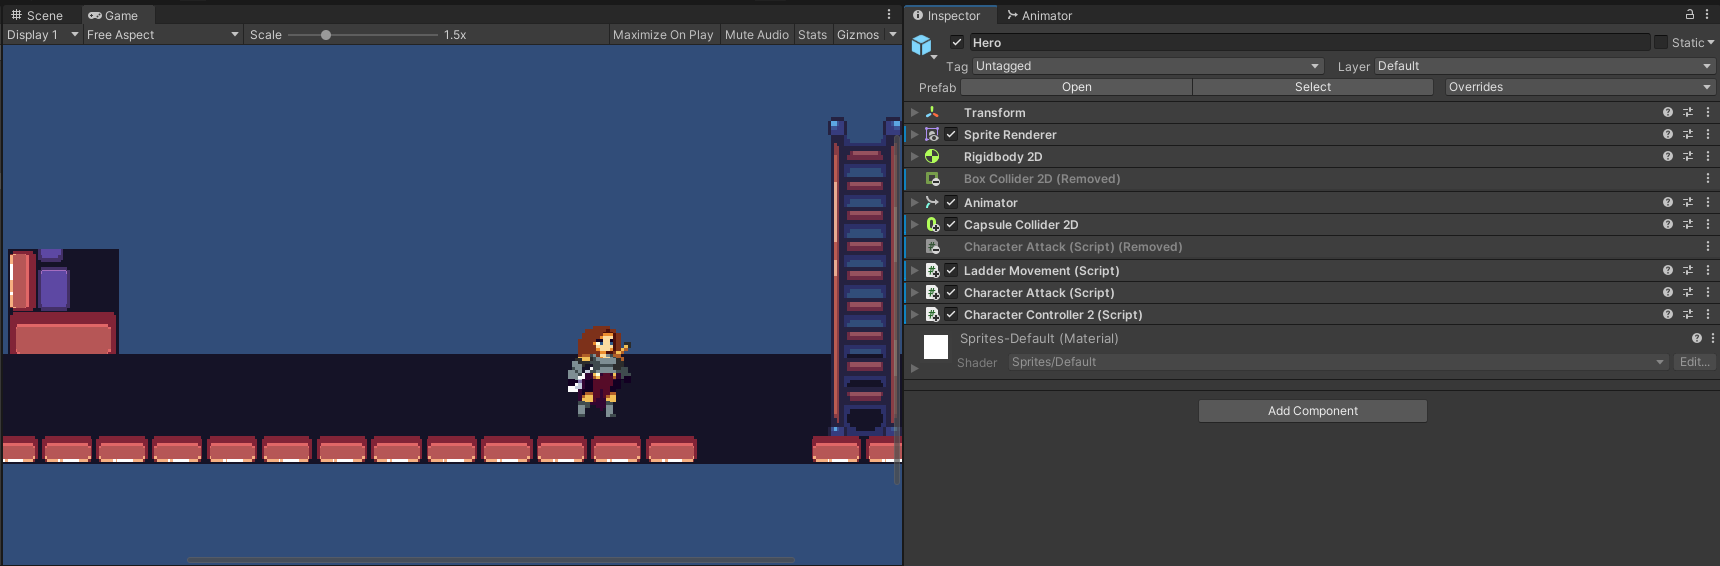 Scene Game
Display 1 Free Aspect Scale 1.5x Maximize On Play Mute Audio Stats Gizmos
Inspector Animator
Hero Static
Tag Untagged Layer Default
Prefab Open Select Overrides
Transform
Sprite Renderer
Rigidbody 2D
Box Collider 2D (Removed)
Animator
Capsule Collider 2D
Character Attack (Script) (Removed)
Ladder Movement (Script)
Character Attack (Script)
Character Controller 2 (Script)
Sprites-Default (Material)
Shader Sprites/Default Edit...
Add Component